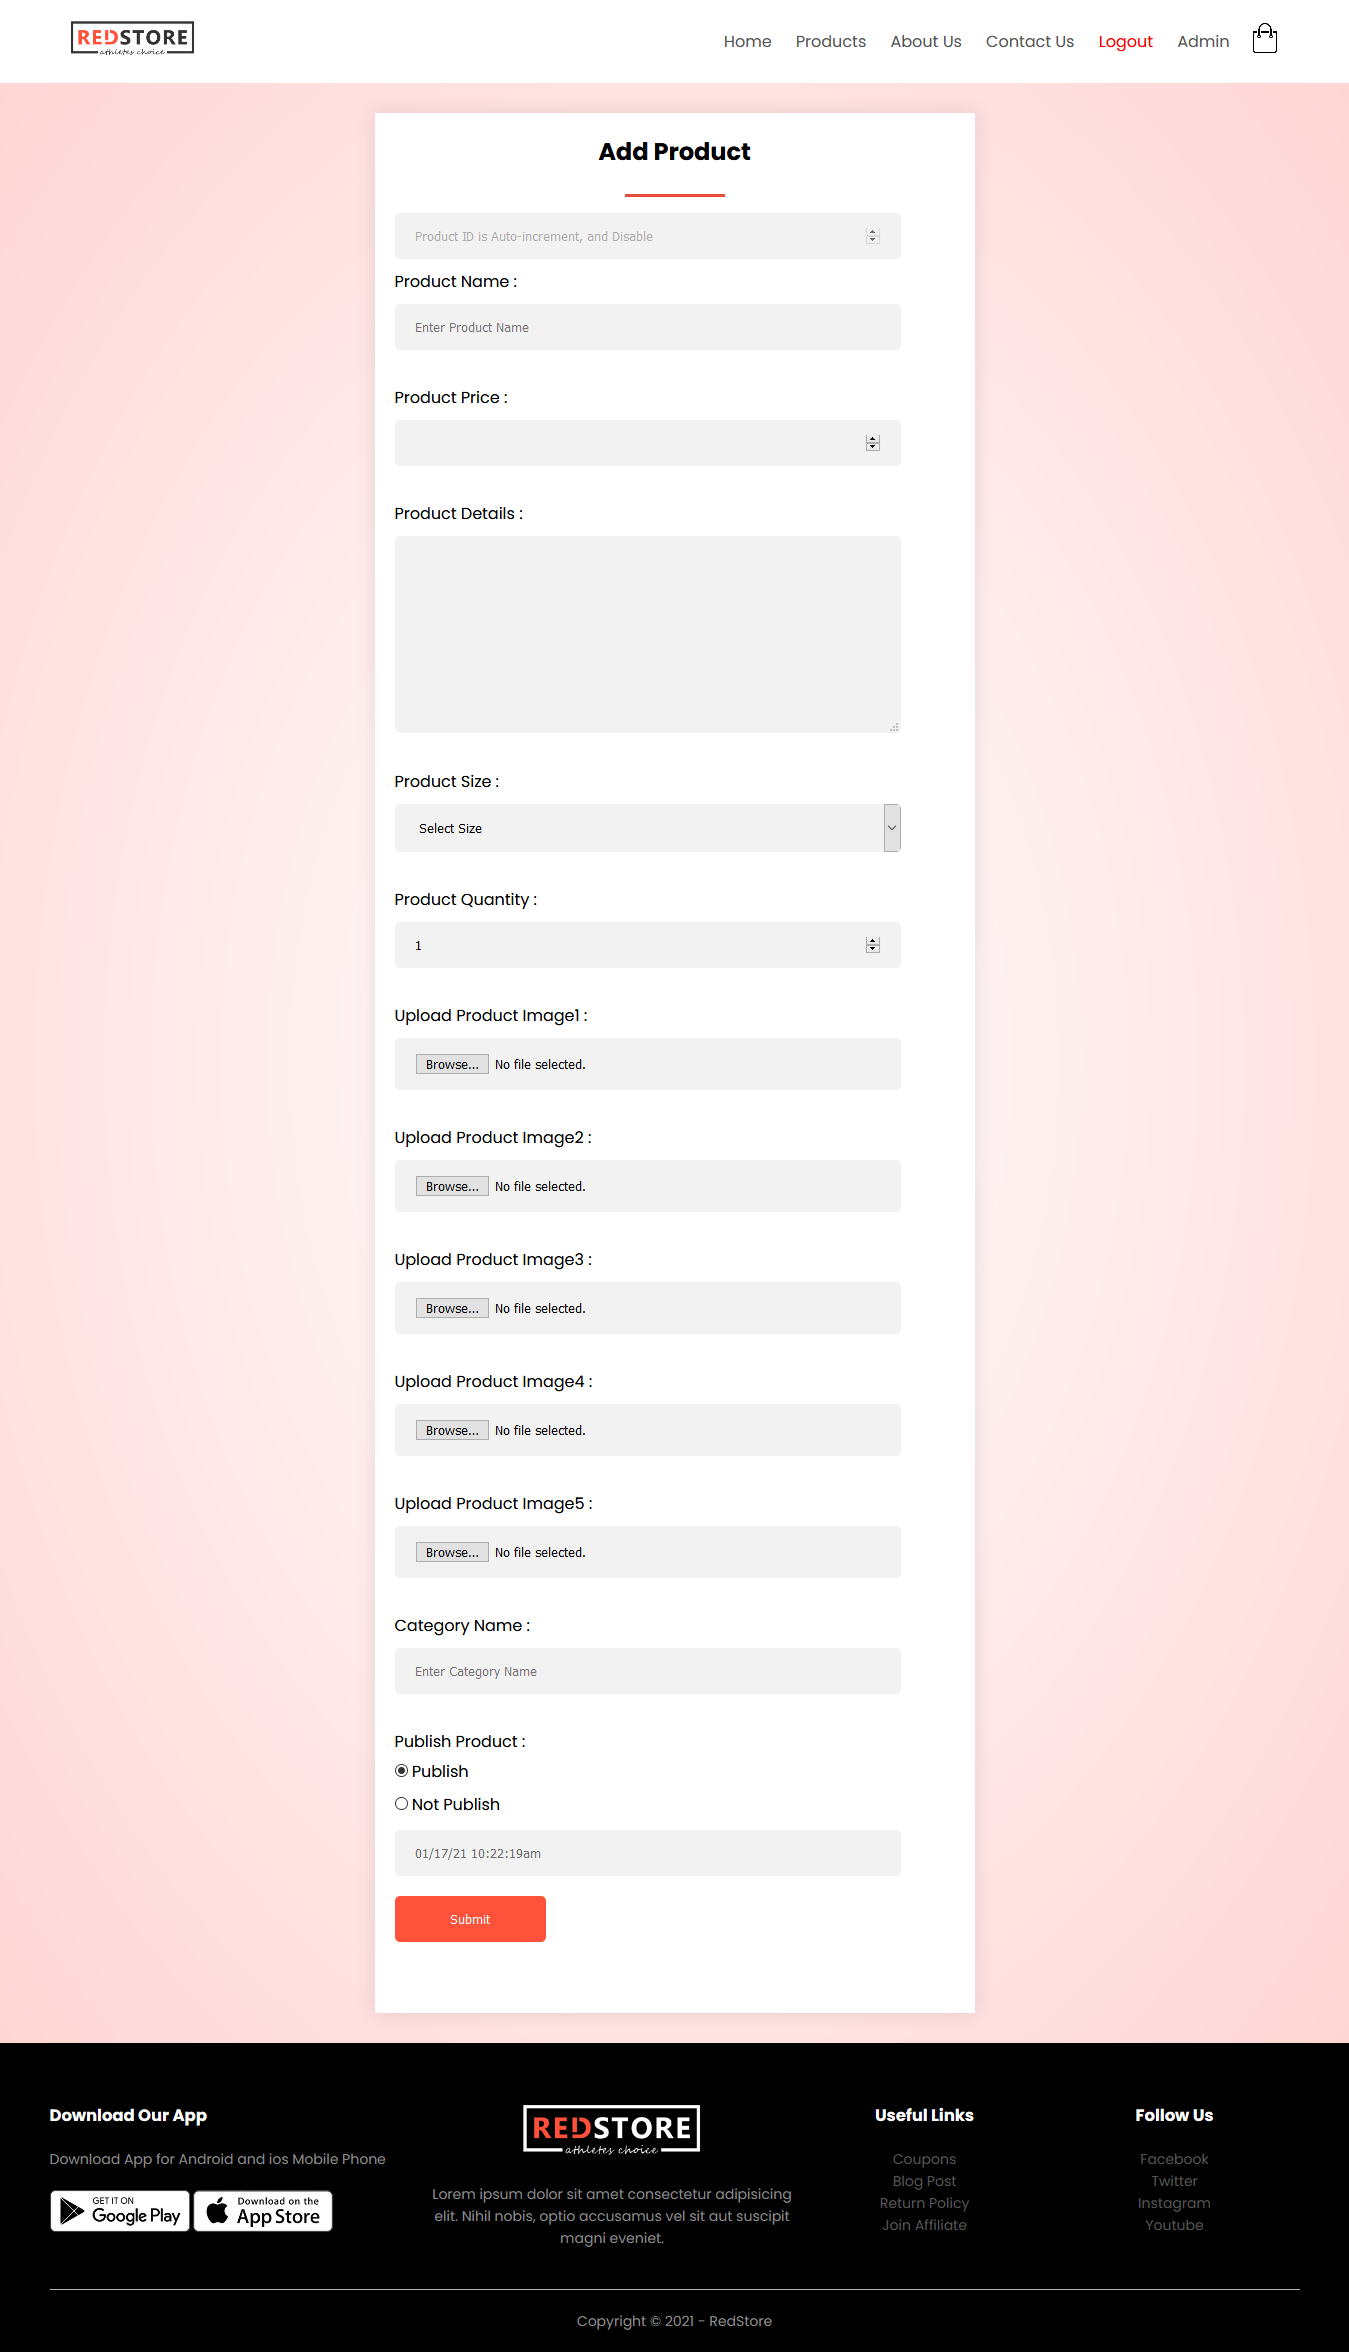 REDSTORE
athletes choice
Home Products About Us Contact Us Logout Admin
Add Product
Product ID is Auto-increment, and Disable
Product Name :
Enter Product Name
Product Price :
Product Details :
Product Size :
Select Size
Product Quantity :
1
Upload Product Image1 :
Browse... No file selected.
Upload Product Image2 :
Browse... No file selected.
Upload Product Image3 :
Browse... No file selected.
Upload Product Image4 :
Browse... No file selected.
Upload Product Image5 :
Browse... No file selected.
Category Name :
Enter Category Name
Publish Product :
Publish
Not Publish
01/17/21 10:22:19am
Submit
Download Our App
Download App for Android and ios Mobile Phone
GET IT ON
Google Play
Download on the
App Store
REDSTORE
athletes choice
Lorem ipsum dolor sit amet consectetur adipisicing
elit. Nihil nobis, optio accusamus vel sit aut suscipit
magni eveniet.
Useful Links
Coupons
Blog Post
Return Policy
Join Affiliate
Follow Us
Facebook
Twitter
Instagram
Youtube
Copyright © 2021 - RedStore